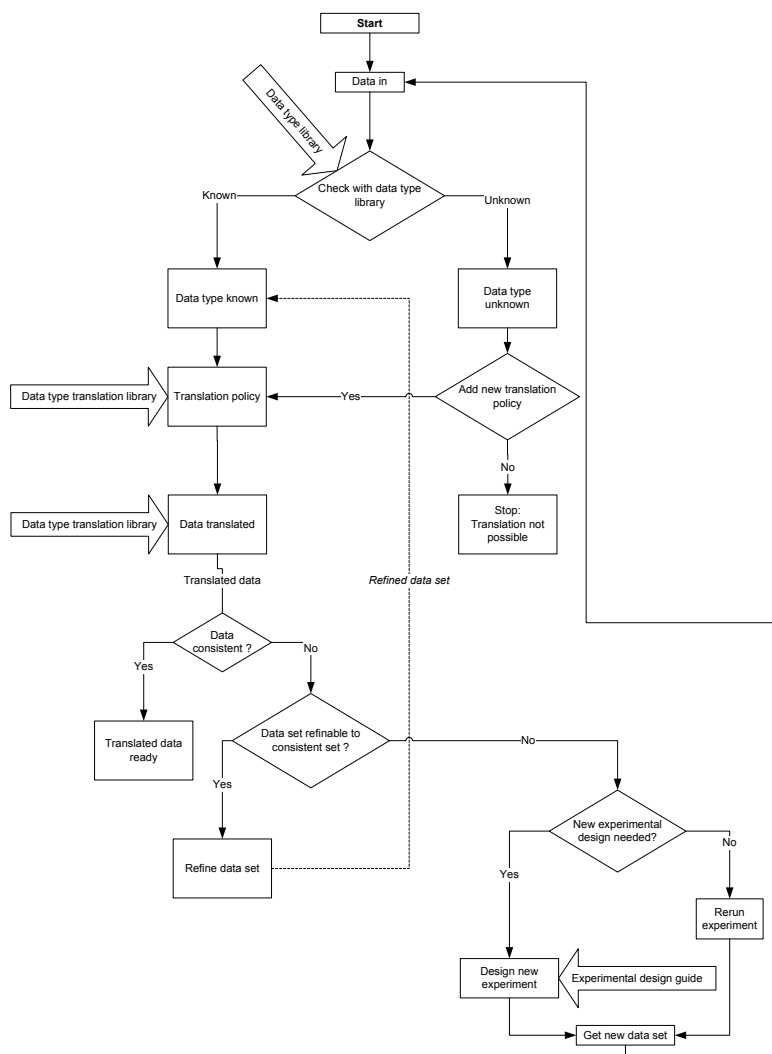 Start
Data in
Data type library
Check with data type
library
Known
Unknown
Data type known
Data type
unknown
Data type translation library
Translation policy
Yes
Add new translation
policy
No
Data type translation library
Data translated
Stop:
Translation not
possible
Translated data
Refined data set
Data
consistent ?
Yes
No
Translated data
ready
Data set refinable to
consistent set ?
No
Yes
New experimental
design needed?
Refine data set
Yes
No
Rerun
experiment
Design new
experiment
Experimental design guide
Get new data set